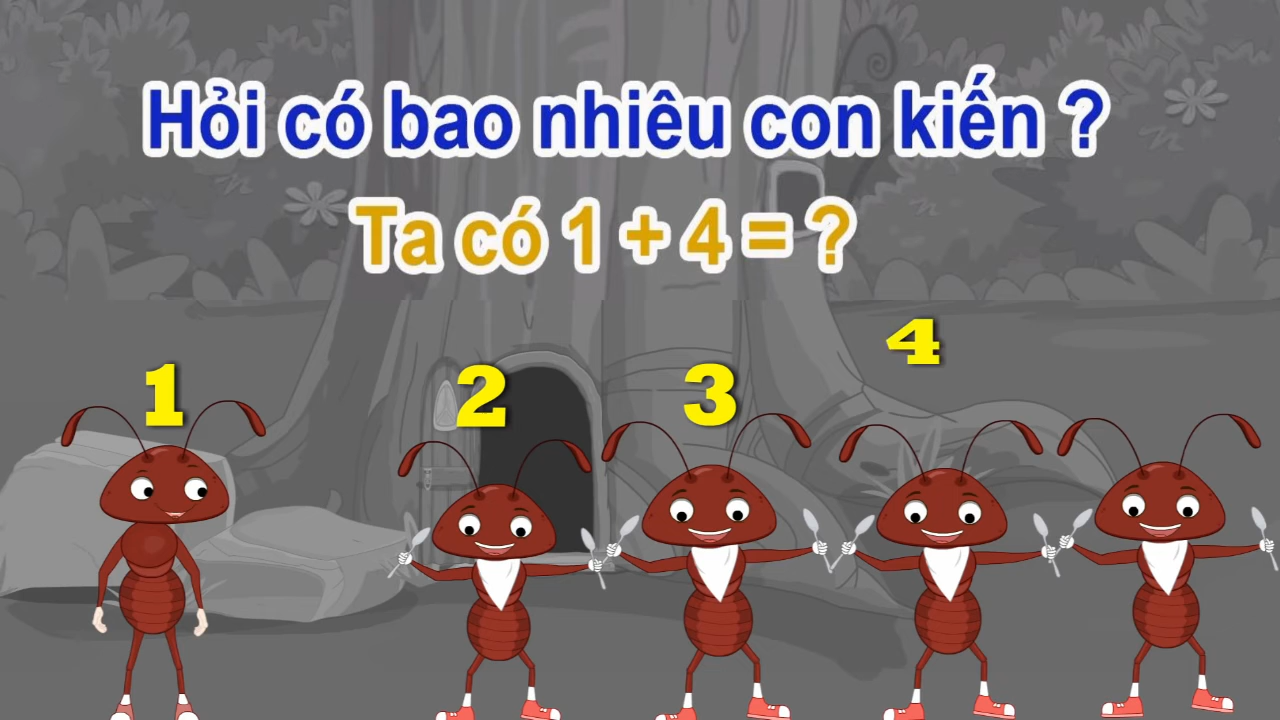 Hỏi có bao nhiêu con kiến ?
Ta có 1 + 4 = ?
1 2 3 4